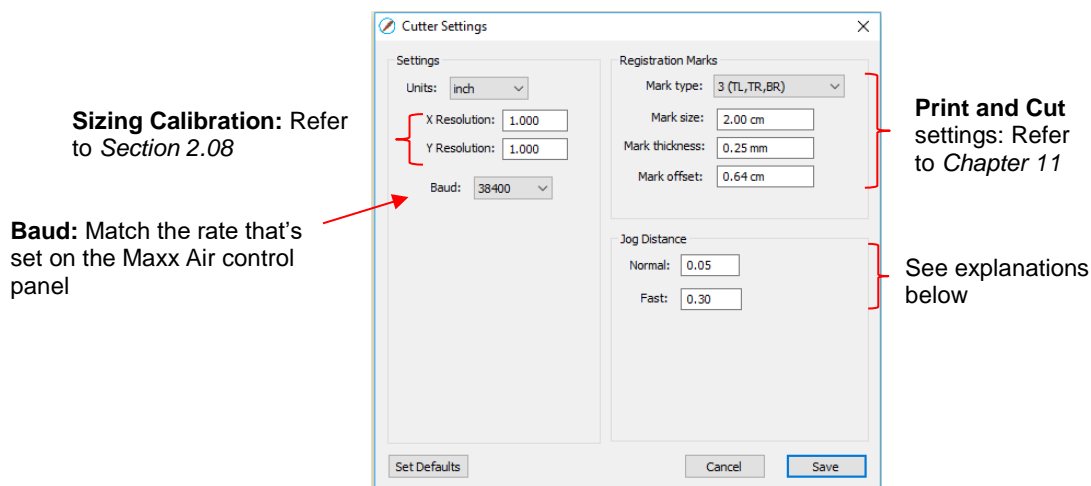 Cutter Settings
Settings
Units: inch
X Resolution: 1.000
Y Resolution: 1.000
Baud: 38400
Registration Marks
Mark type: 3 (TL,TR,BR)
Mark size: 2.00 cm
Mark thickness: 0.25 mm
Mark offset: 0.64 cm
Jog Distance
Normal: 0.05
Fast: 0.30
Set Defaults
Cancel
Save
Sizing Calibration: Refer
to Section 2.08
Baud: Match the rate that's
set on the Maxx Air control
panel
Print and Cut
settings: Refer
to Chapter 11
See explanations
below